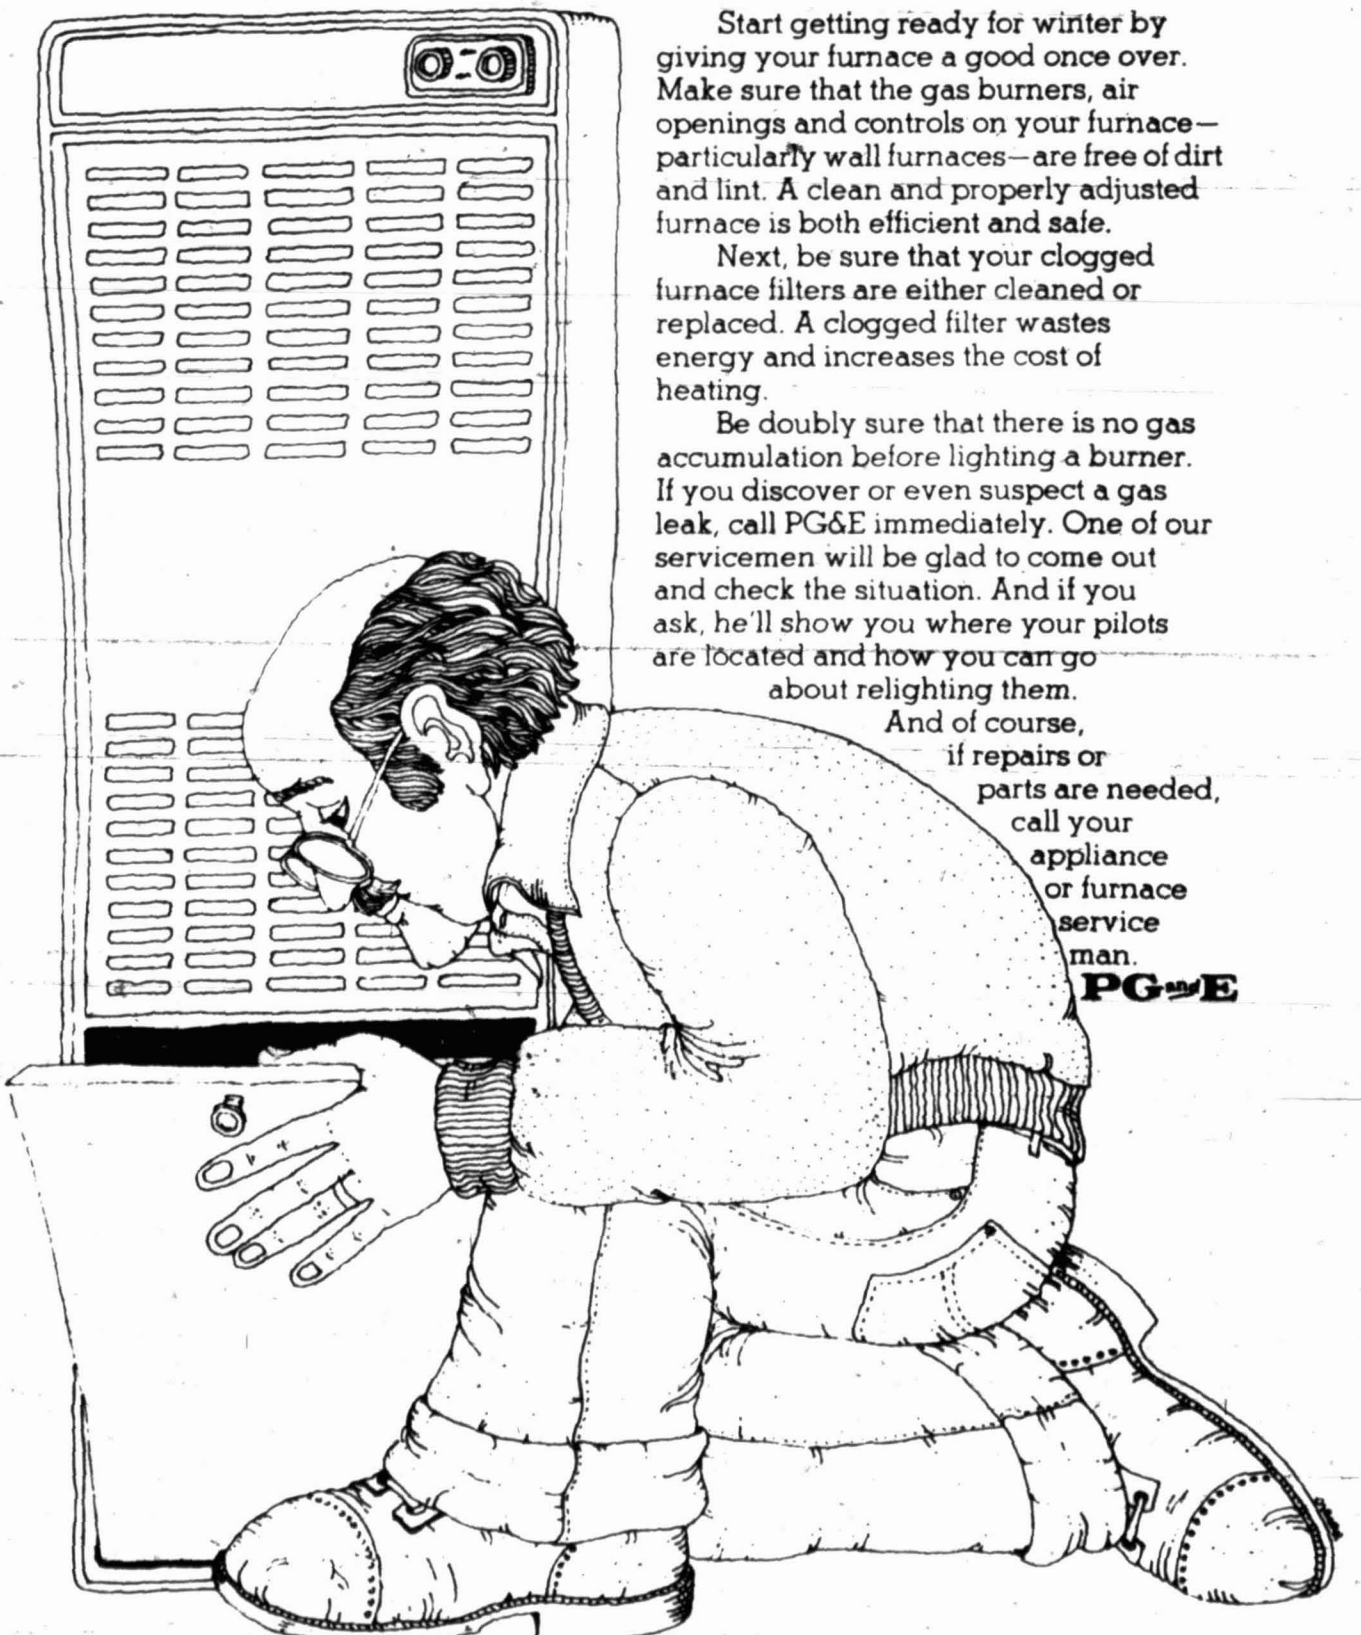 Start getting ready for winter by
giving your furnace a good once over.
Make sure that the gas burners, air
openings and controls on your furnace—
particularly wall furnaces—are free of dirt
and lint. A clean and properly adjusted
furnace is both efficient and safe.
Next, be sure that your clogged
furnace filters are either cleaned or
replaced. A clogged filter wastes
energy and increases the cost of
heating.
Be doubly sure that there is no gas
accumulation before lighting a burner.
If you discover or even suspect a gas
leak, call PG&E immediately. One of our
servicemen will be glad to come out
and check the situation. And if you
ask, he'll show you where your pilots
are located and how you can go
about relighting them.
And of course,
if repairs or
parts are needed,
call your
appliance
or furnace
service
man.
PG and E